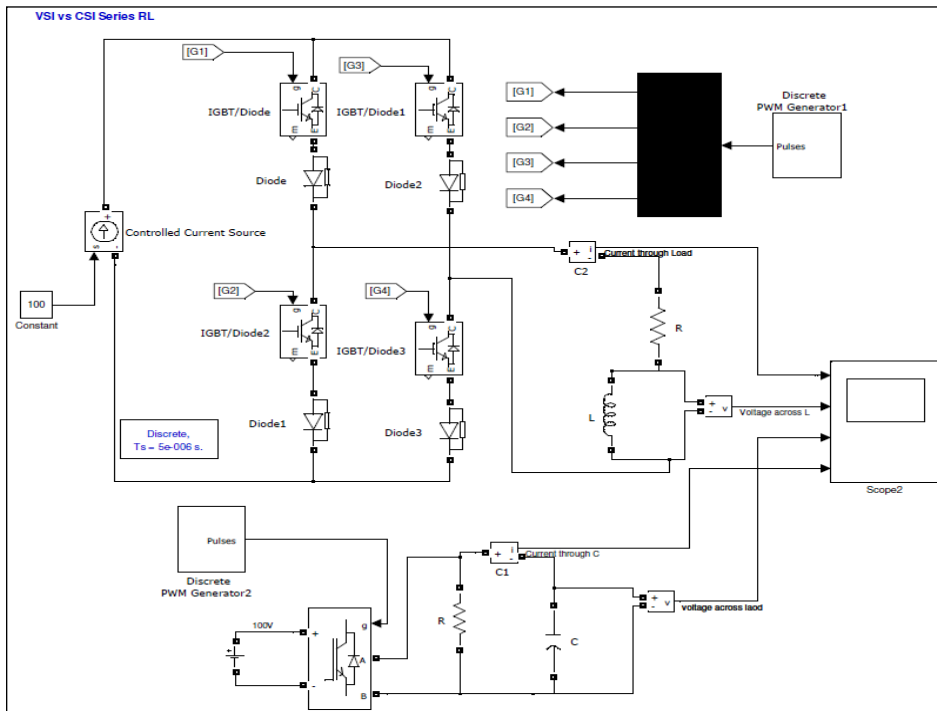 VSI vs CSI Series RL
[G1]
[G3]
g
C
m
E
IGBT/Diode
g
C
m
E
IGBT/Diode1
Diode
Diode2
[G1]
[G2]
[G3]
[G4]
Discrete
PWM Generator1
Pulses
+
s
-
Controlled Current Source
100
Constant
[G2]
[G4]
g
C
m
E
IGBT/Diode2
g
C
m
E
IGBT/Diode3
Diode1
Diode3
Discrete,
Ts = 5e-006 s.
+
i
-
Current through Load
C2
R
L
+
-
v
Voltage across L
Scope2
Pulses
Discrete
PWM Generator2
100V
+
+
-
g
A
B
R
+
i
-
Current through C
C1
C
+
-
v
voltage across laod